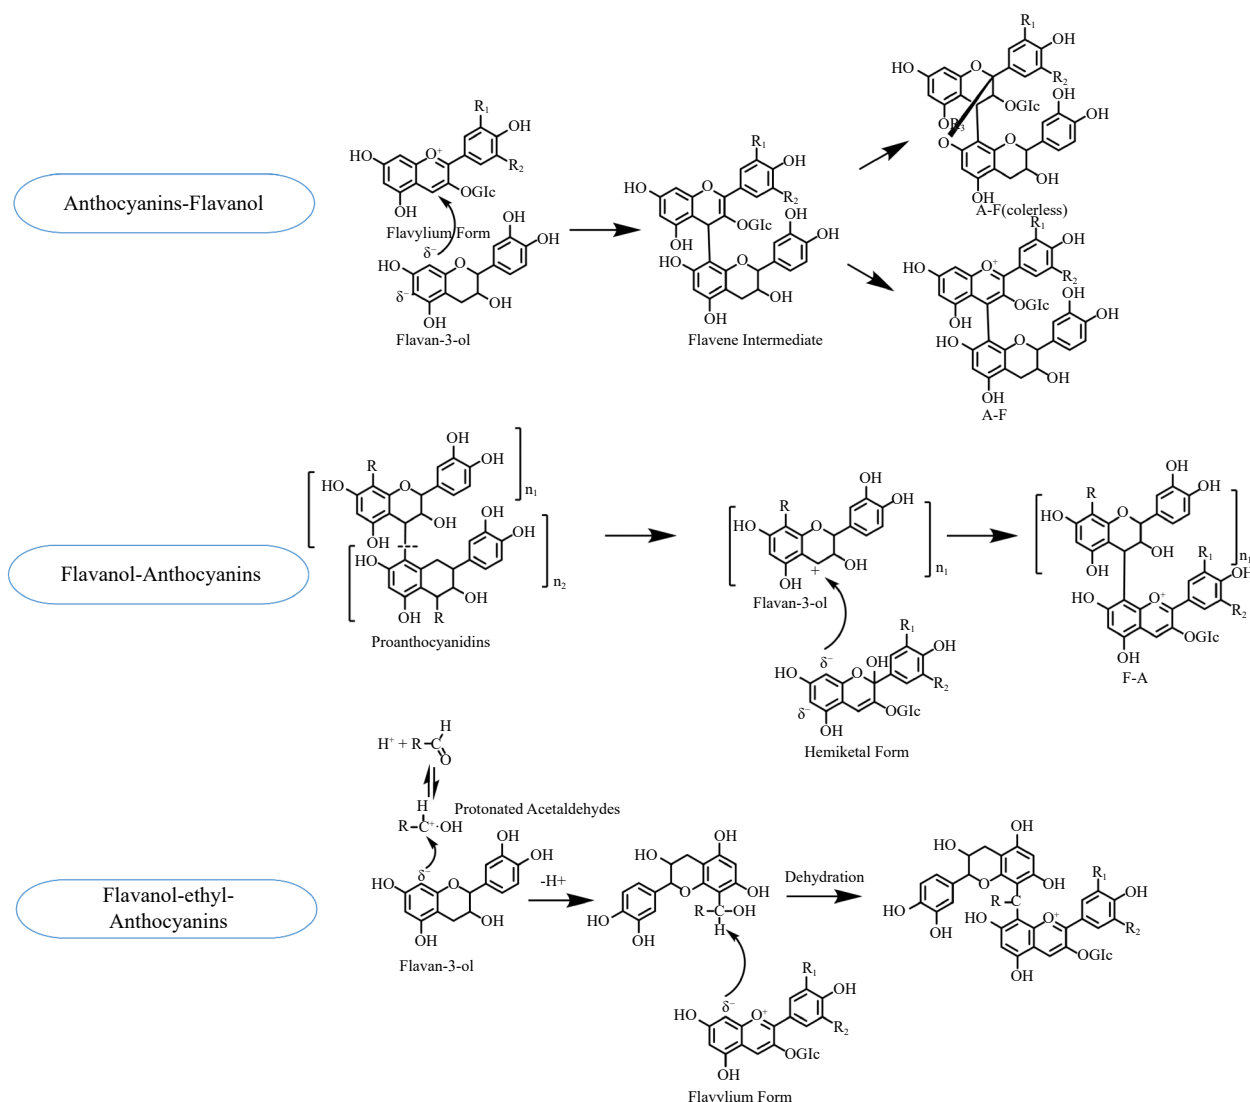 Anthocyanins-Flavanol
R₁
OH
HO
O⁺
R₂
OGlc
OH
Flavylium Form
δ⁻
OH
OH
HO
O
δ⁻
OH
OH
Flavan-3-ol
R₁
OH
HO
O
R₂
OGlc
OH
OH
OH
HO
O
OH
OH
Flavene Intermediate
R₁
OH
HO
O
R₂
OH
OGlc
OR₃
OH
O
O
OH
OH
A-F(colerless)
R₁
OH
HO
O⁺
R₂
OH
OGlc
OH
OH
HO
O
OH
OH
A-F
Flavanol-Anthocyanins
OH
R
OH
HO
O
n₁
OH
OH
OH
OH
HO
n₂
OH
OH
R
Proanthocyanidins
OH
R
OH
HO
O
OH
OH
+
n₁
Flavan-3-ol
R₁
δ⁻
OH
OH
HO
O
R₂
δ⁻
OGlc
OH
Hemiketal Form
OH
R
OH
HO
O
OH
R₁
n₁
OH
OH
HO
O⁺
R₂
OGlc
OH
F-A
Flavanol-ethyl-
Anthocyanins
H
H⁺ + R
C
O
H
Protonated Acetaldehydes
R
C⁺·OH
δ⁻
OH
OH
HO
O
OH
OH
Flavan-3-ol
-H+
OH
HO
O
OH
HO
OH
R
C
OH
H
Dehydration
δ⁻
R₁
OH
HO
O⁺
R₂
OGlc
OH
Flavylium Form
OH
HO
O
OH
HO
OH
R
C
R₁
OH
HO
O⁺
R₂
OGlc
OH